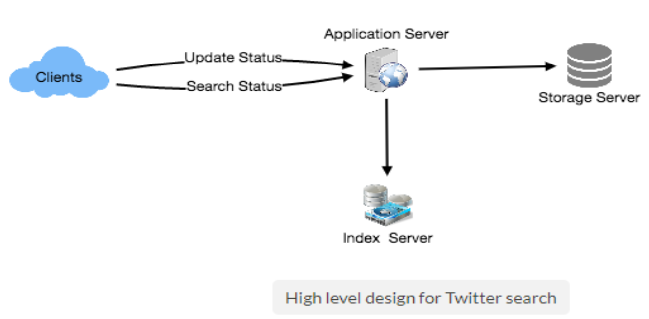 Application Server
Update Status
Clients
Search Status
Storage Server
Index Server
High level design for Twitter search